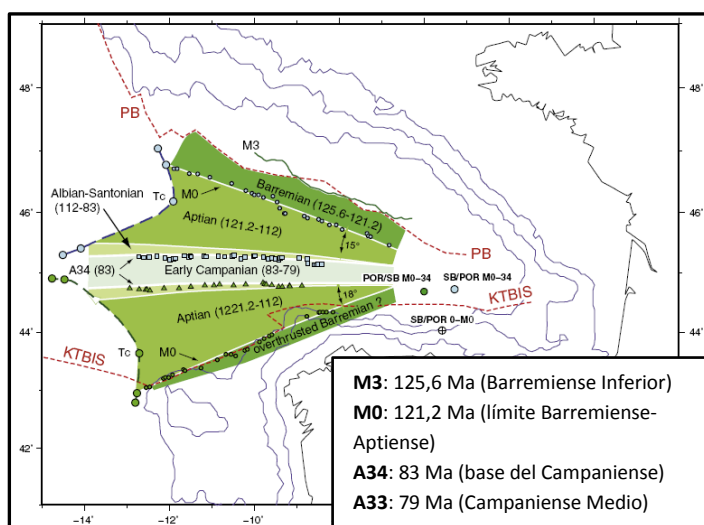 48˚
48˚
PB
M3
Albian-Santonian
(112-83)
Tc
M0
Barremian (125.6-121.2)
46˚
46˚
Aptian (121.2-112)
15°
PB
A34 (83)
Early Campanian (83-79)
POR/SB M0–34
SB/POR M0–34
KTBIS
Aptian (1221.2-112)
18°
SB/POR 0–M0
44˚
44˚
KTBIS
Tc
M0
overthrusted Barremian ?
42˚
−14˚
−12˚
−10˚
M3: 125,6 Ma (Barremiense Inferior)
M0: 121,2 Ma (límite Barremiense-
Aptiense)
A34: 83 Ma (base del Campaniense)
A33: 79 Ma (Campaniense Medio)